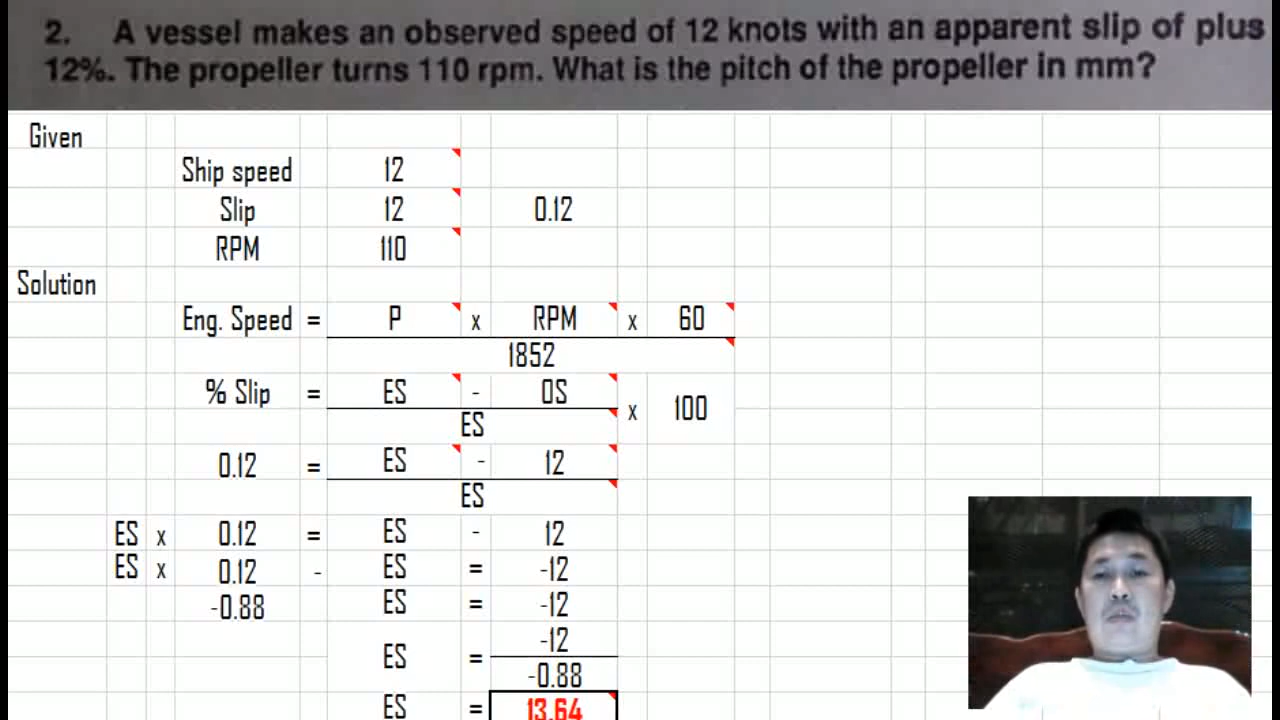 2. A vessel makes an observed speed of 12 knots with an apparent slip of plus
12%. The propeller turns 110 rpm. What is the pitch of the propeller in mm?
Given
Ship speed 12
Slip 12 0.12
RPM 110
Solution
Eng. Speed = P x RPM x 60
1852
% Slip = ES - OS x 100
ES
0.12 = ES - 12
ES
ES x 0.12 = ES - 12
ES x 0.12 - ES = -12
-0.88 ES = -12
ES = -12
-0.88
ES = 13.64